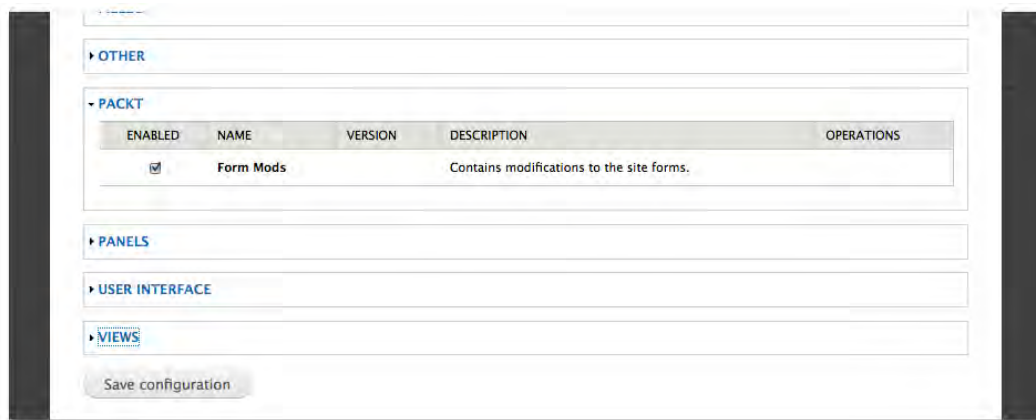 OTHER
PACKT
ENABLED NAME VERSION DESCRIPTION OPERATIONS
Form Mods Contains modifications to the site forms.
PANELS
USER INTERFACE
VIEWS
Save configuration